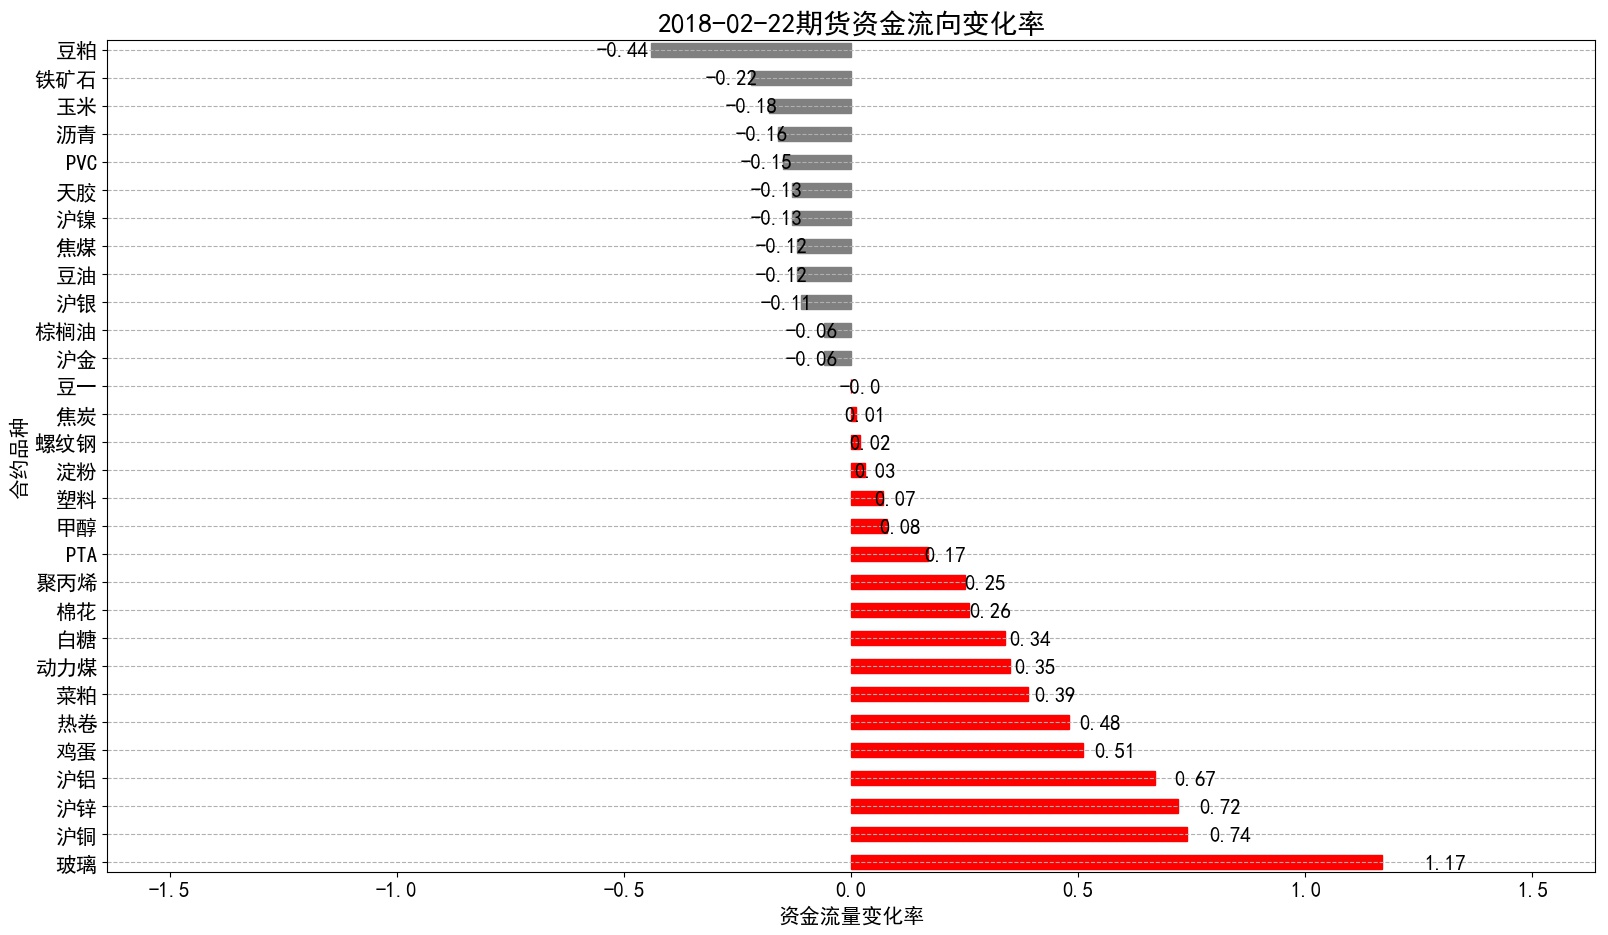 2018-02-22期货资金流向变化率
豆粕 -0.44
铁矿石 -0.22
玉米 -0.18
沥青 -0.16
PVC -0.15
天胶 -0.13
沪镍 -0.13
焦煤 -0.12
豆油 -0.12
沪银 -0.11
棕榈油 -0.06
沪金 -0.06
豆一 -0.0
焦炭 0.01
螺纹钢 0.02
淀粉 0.03
塑料 0.07
甲醇 0.08
PTA 0.17
聚丙烯 0.25
棉花 0.26
白糖 0.34
动力煤 0.35
菜粕 0.39
热卷 0.48
鸡蛋 0.51
沪铝 0.67
沪锌 0.72
沪铜 0.74
玻璃 1.17
合约品种
-1.5 -1.0 -0.5 0.0 0.5 1.0 1.5
资金流量变化率